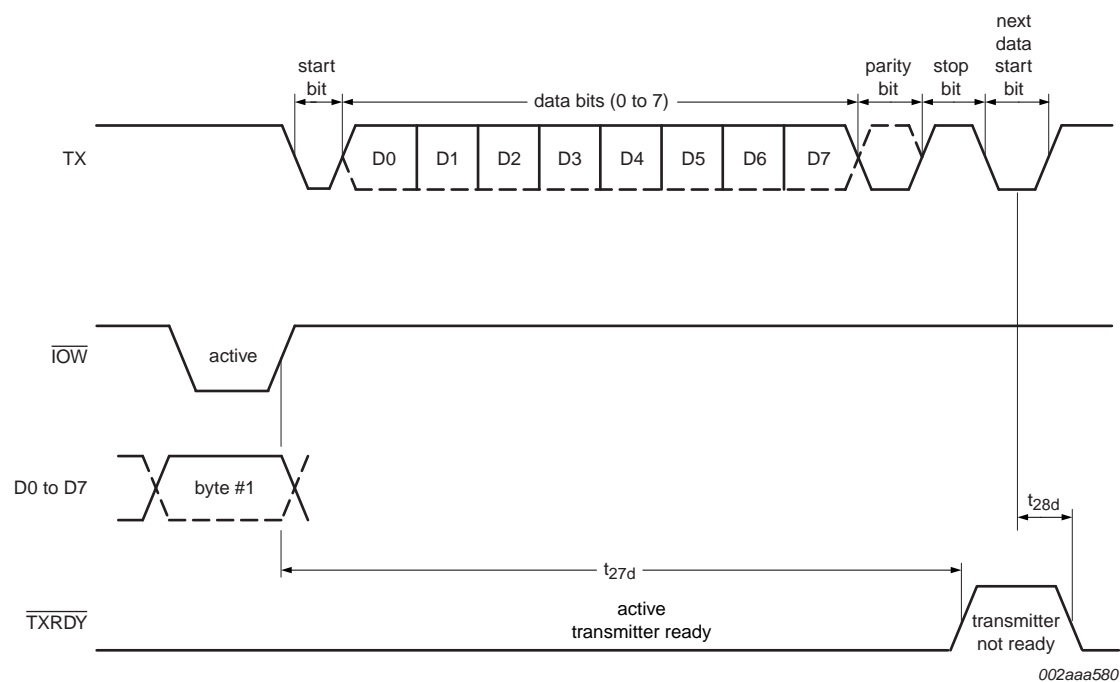 next
data
start
bit
start
bit
parity
bit
stop
bit
data bits (0 to 7)
TX
D0
D1
D2
D3
D4
D5
D6
D7
IOW
active
D0 to D7
byte #1
t28d
t27d
TXRDY
active
transmitter ready
transmitter
not ready
002aaa580